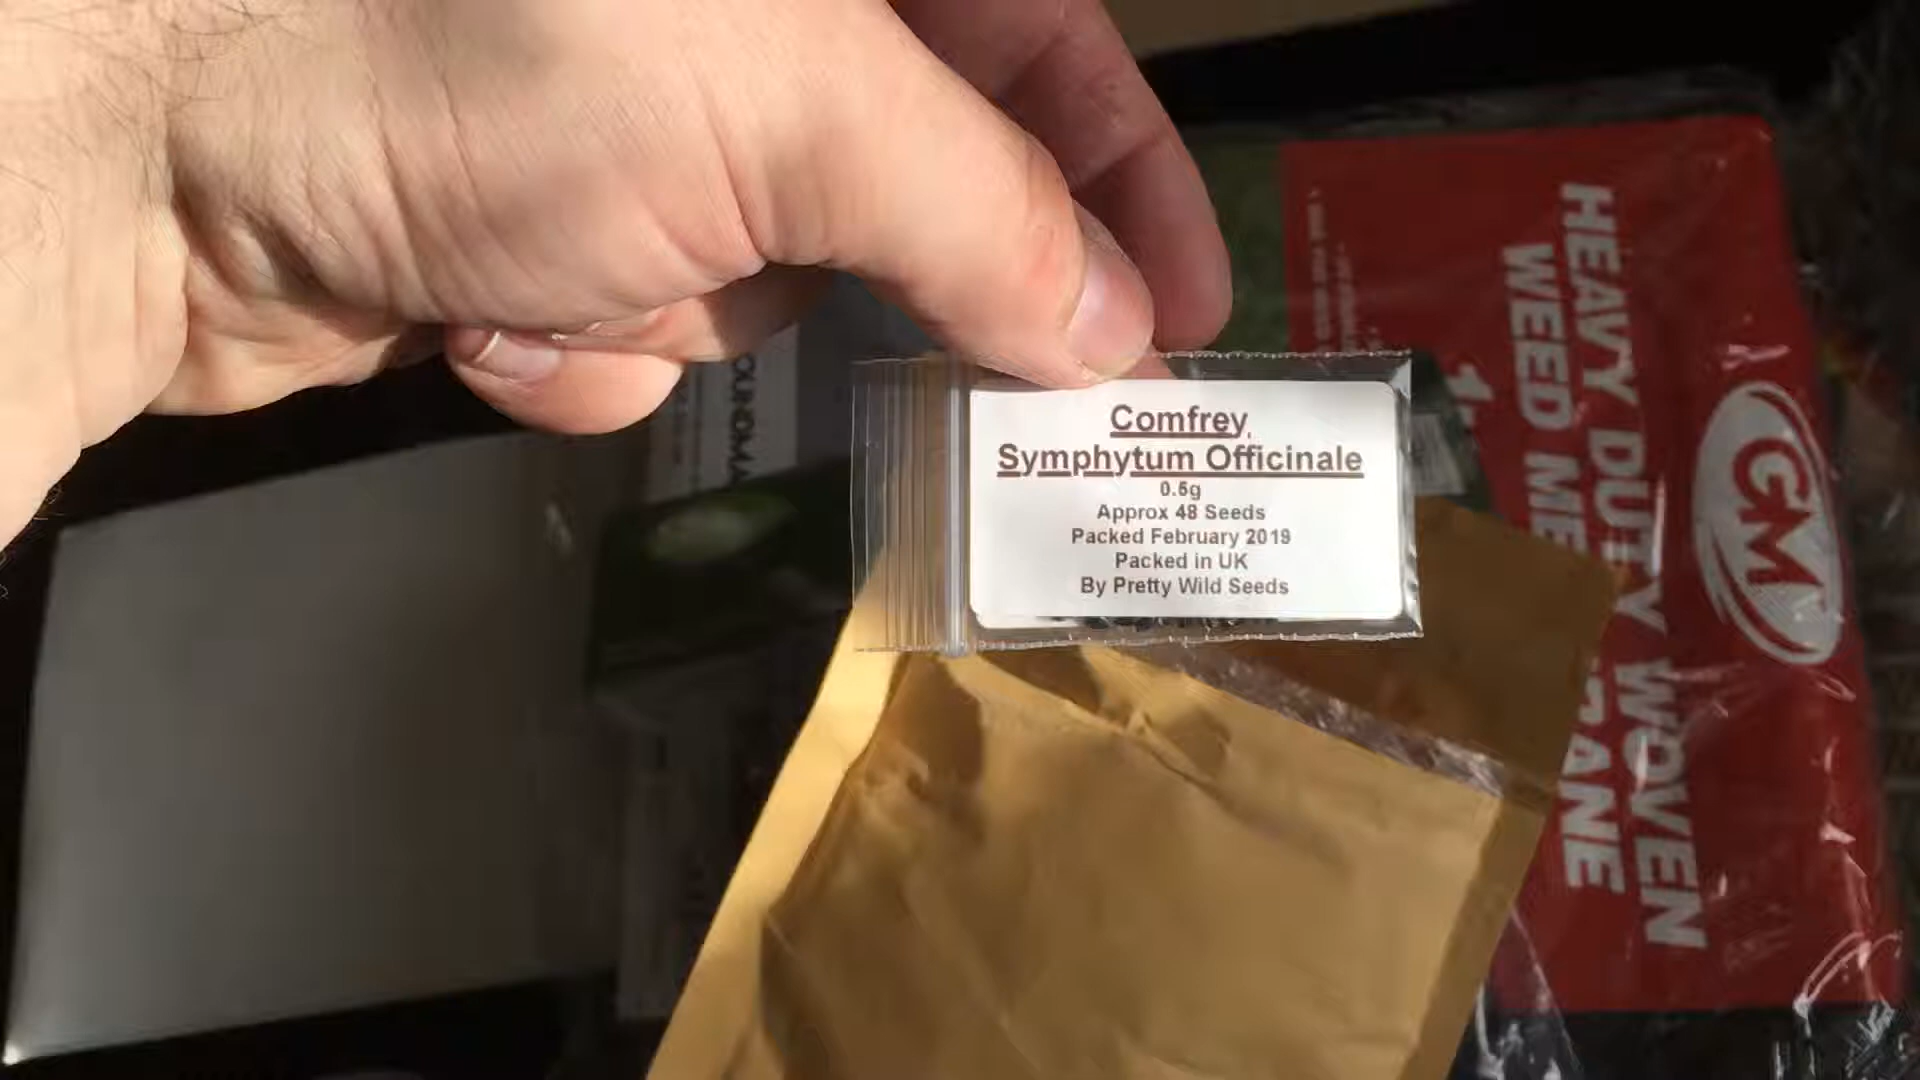 Comfrey,
Symphytum Officinale
0.5g
Approx 48 Seeds
Packed February 2019
Packed in UK
By Pretty Wild Seeds
HEAVY DUTY WOVEN
WEED
GM